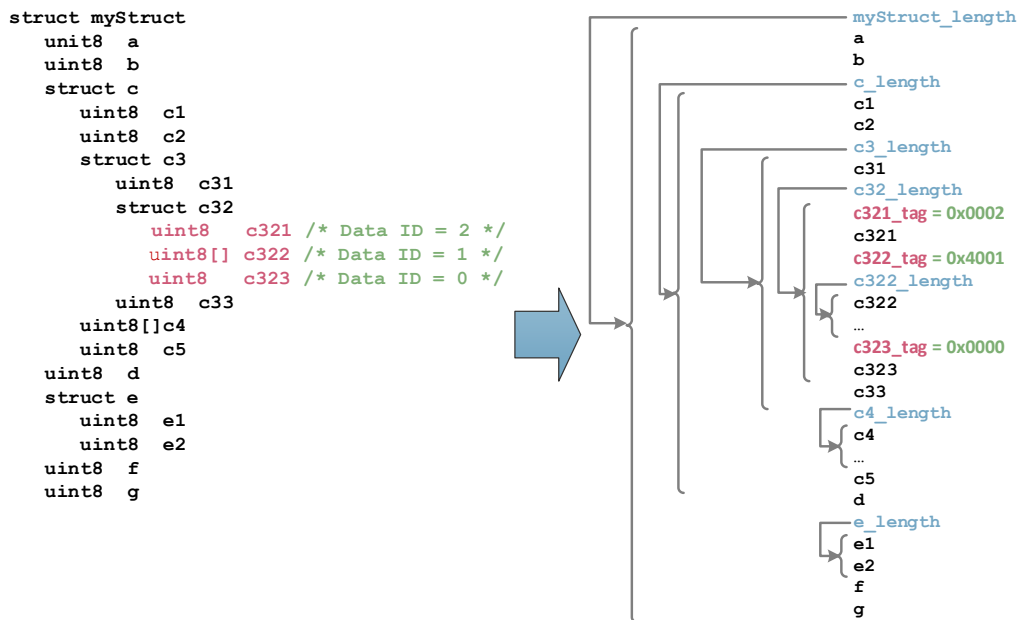 struct myStruct
unit8 a
uint8 b
struct c
uint8 c1
uint8 c2
struct c3
uint8 c31
struct c32
uint8 c321 /* Data ID = 2 */
uint8[] c322 /* Data ID = 1 */
uint8 c323 /* Data ID = 0 */
uint8 c33
uint8[]c4
uint8 c5
uint8 d
struct e
uint8 e1
uint8 e2
uint8 f
uint8 g
myStruct_length
a
b
c_length
c1
c2
c3_length
c31
c32_length
c321_tag = 0x0002
c321
c322_tag = 0x4001
c322_length
c322
…
c323_tag = 0x0000
c323
c33
c4_length
c4
…
c5
d
e_length
e1
e2
f
g